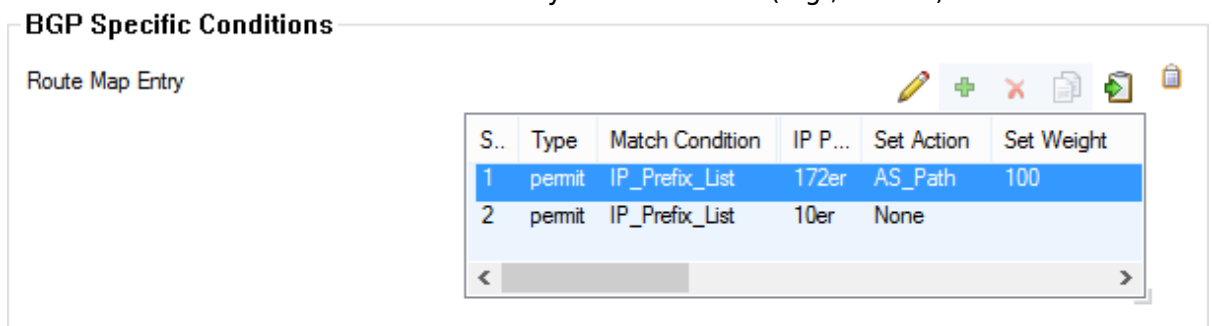 BGP Specific Conditions
Route Map Entry
S.. Type Match Condition IP P... Set Action Set Weight
1 permit IP_Prefix_List 172er AS_Path 100
2 permit IP_Prefix_List 10er None